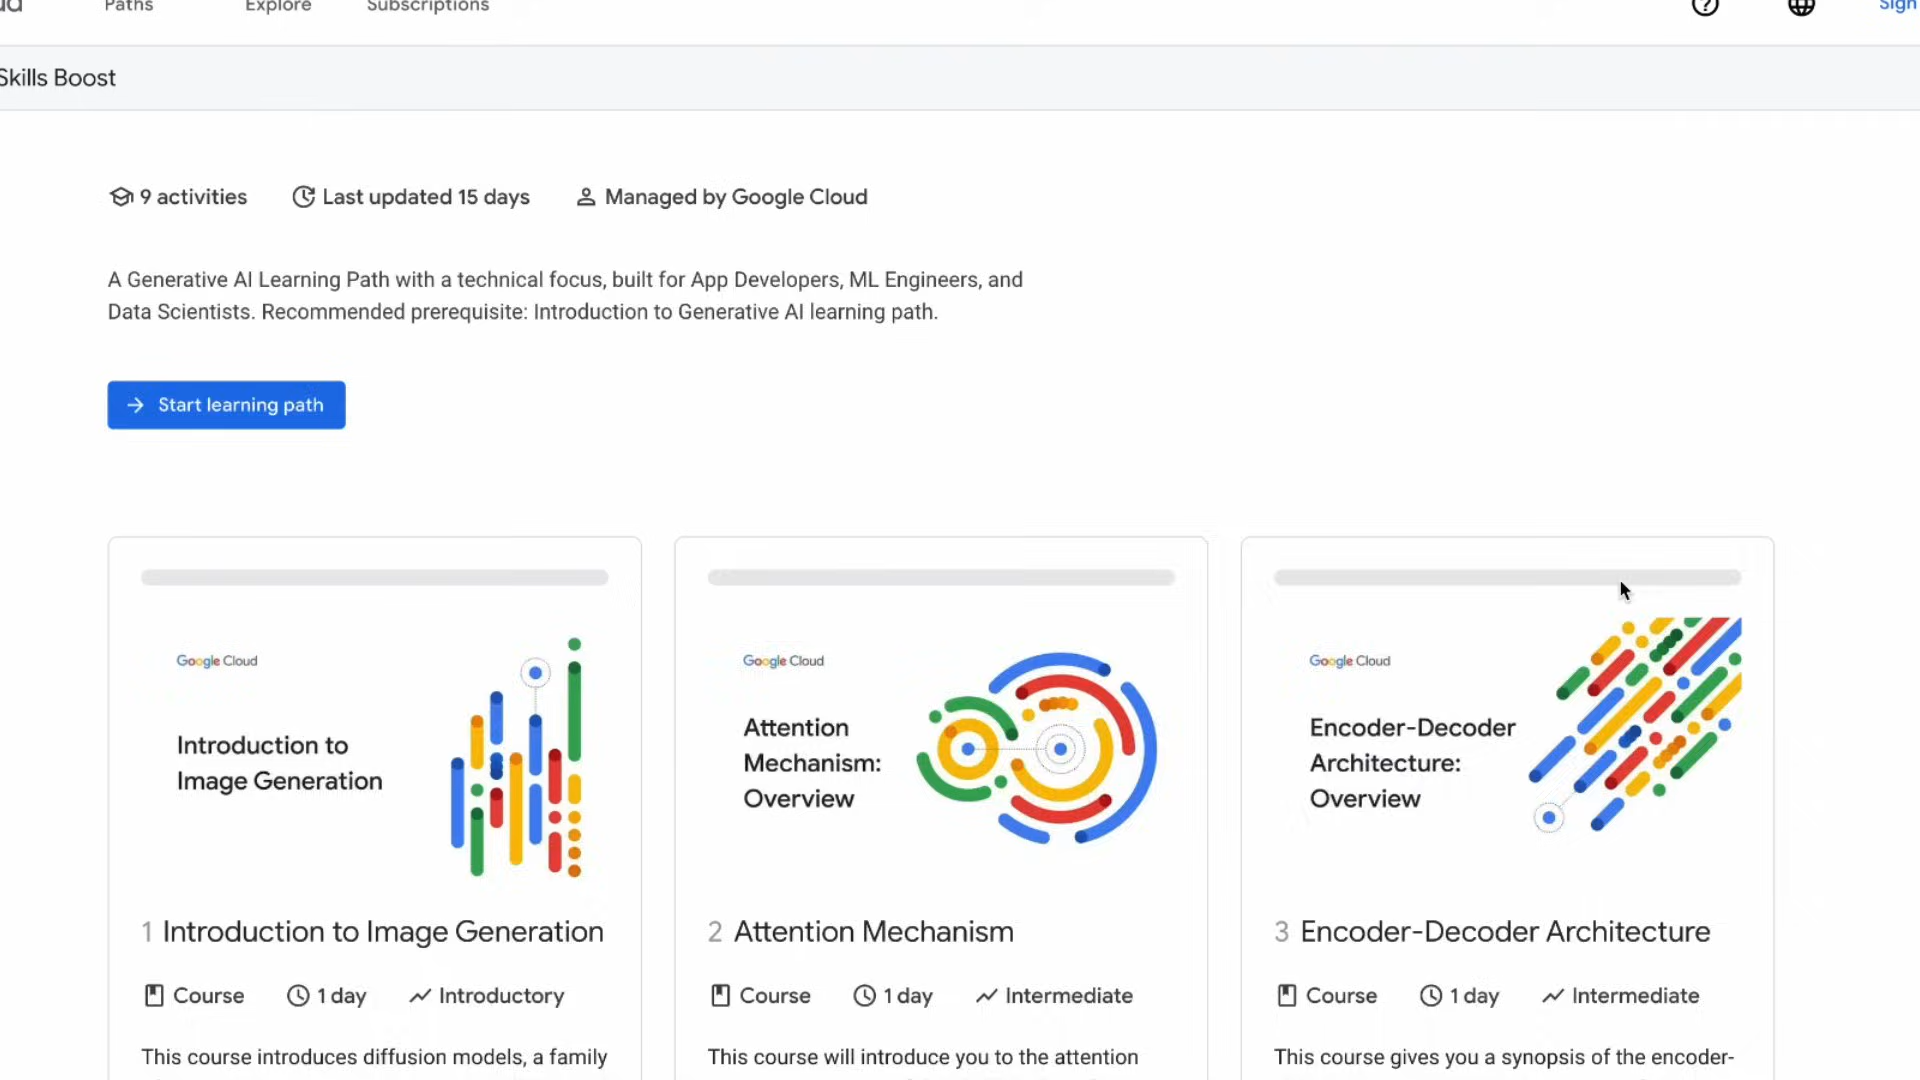 Paths Explore Subscriptions Sign
Skills Boost
9 activities Last updated 15 days Managed by Google Cloud
A Generative AI Learning Path with a technical focus, built for App Developers, ML Engineers, and
Data Scientists. Recommended prerequisite: Introduction to Generative AI learning path.
Start learning path
Google Cloud
Introduction to
Image Generation
1 Introduction to Image Generation
Course 1 day Introductory
This course introduces diffusion models, a family
Google Cloud
Attention
Mechanism:
Overview
2 Attention Mechanism
Course 1 day Intermediate
This course will introduce you to the attention
Google Cloud
Encoder-Decoder
Architecture:
Overview
3 Encoder-Decoder Architecture
Course 1 day Intermediate
This course gives you a synopsis of the encoder-